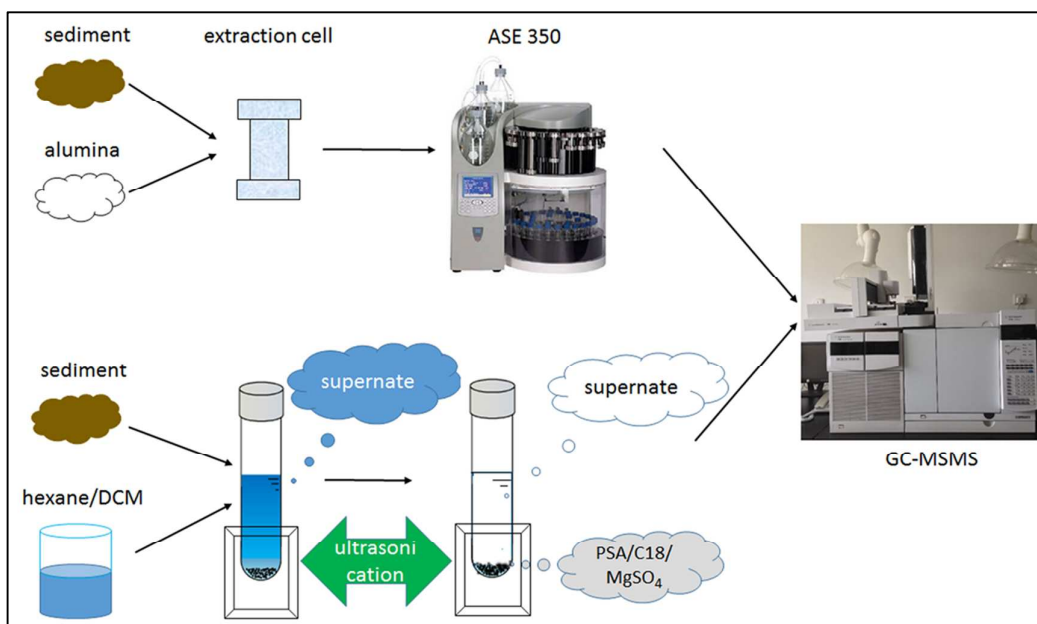 sediment
extraction cell
ASE 350
alumina
sediment
supernate
supernate
GC-MSMS
hexane/DCM
ultrasoni
cation
PSA/C18/
MgSO₄